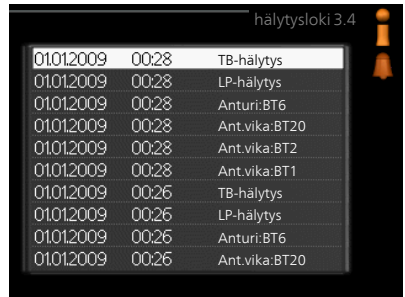 hälytysloki 3.4
01.01.2009 00:28 TB-hälytys
01.01.2009 00:28 LP-hälytys
01.01.2009 00:28 Anturi:BT6
01.01.2009 00:28 Ant.vika:BT20
01.01.2009 00:28 Ant.vika:BT2
01.01.2009 00:28 Ant.vika:BT1
01.01.2009 00:26 TB-hälytys
01.01.2009 00:26 LP-hälytys
01.01.2009 00:26 Anturi:BT6
01.01.2009 00:26 Ant.vika:BT20